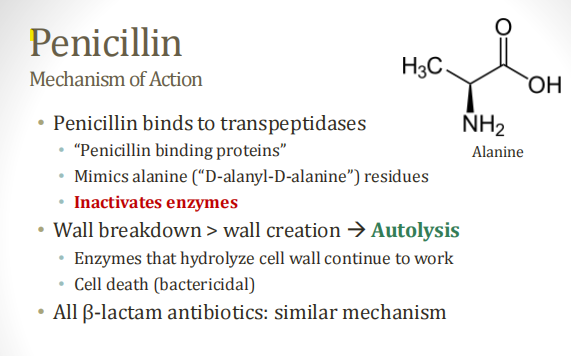 Penicillin
Mechanism of Action
• Penicillin binds to transpeptidases
• “Penicillin binding proteins”
• Mimics alanine (“D-alanyl-D-alanine”) residues
• Inactivates enzymes
• Wall breakdown > wall creation → Autolysis
• Enzymes that hydrolyze cell wall continue to work
• Cell death (bactericidal)
• All β-lactam antibiotics: similar mechanism
O
H₃C
OH
NH₂
Alanine